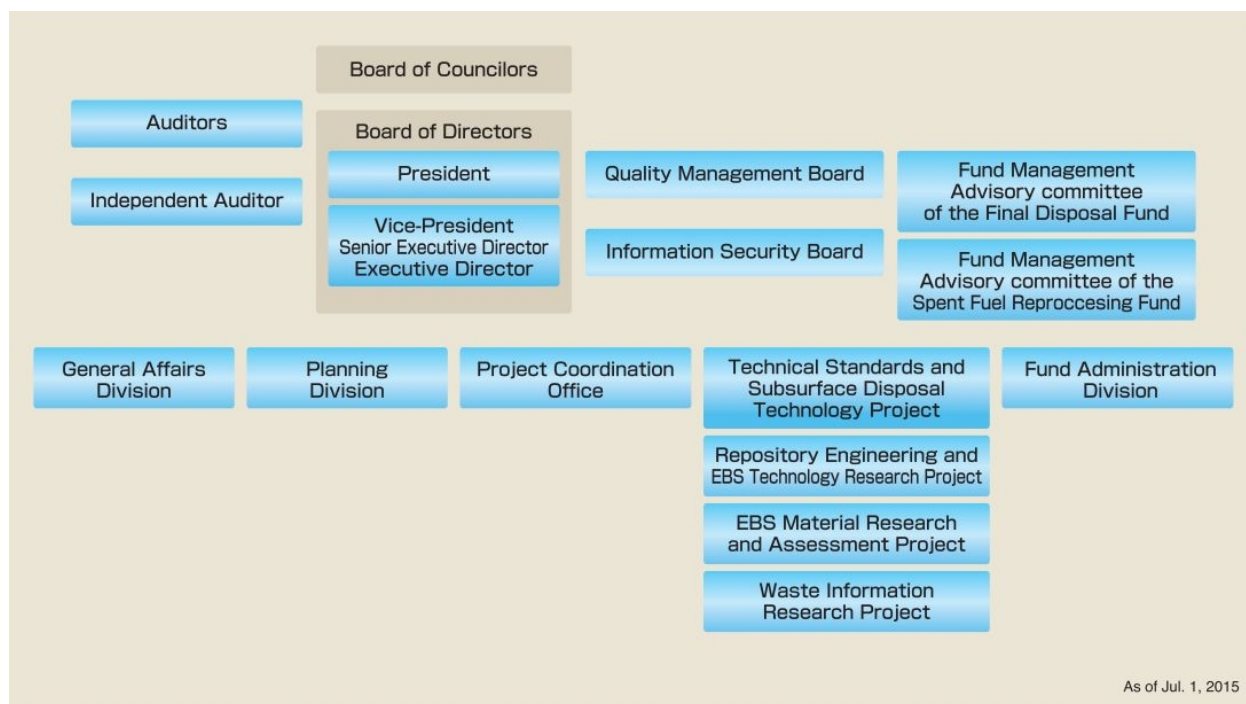 Board of Councilors
Auditors
Board of Directors
President
Quality Management Board
Fund Management
Advisory committee
of the Final Disposal Fund
Independent Auditor
Vice-President
Senior Executive Director
Executive Director
Information Security Board
Fund Management
Advisory committee of the
Spent Fuel Reproccesing Fund
General Affairs
Division
Planning
Division
Project Coordination
Office
Technical Standards and
Subsurface Disposal
Technology Project
Fund Administration
Division
Repository Engineering and
EBS Technology Research Project
EBS Material Research
and Assessment Project
Waste Information
Research Project
As of Jul. 1, 2015